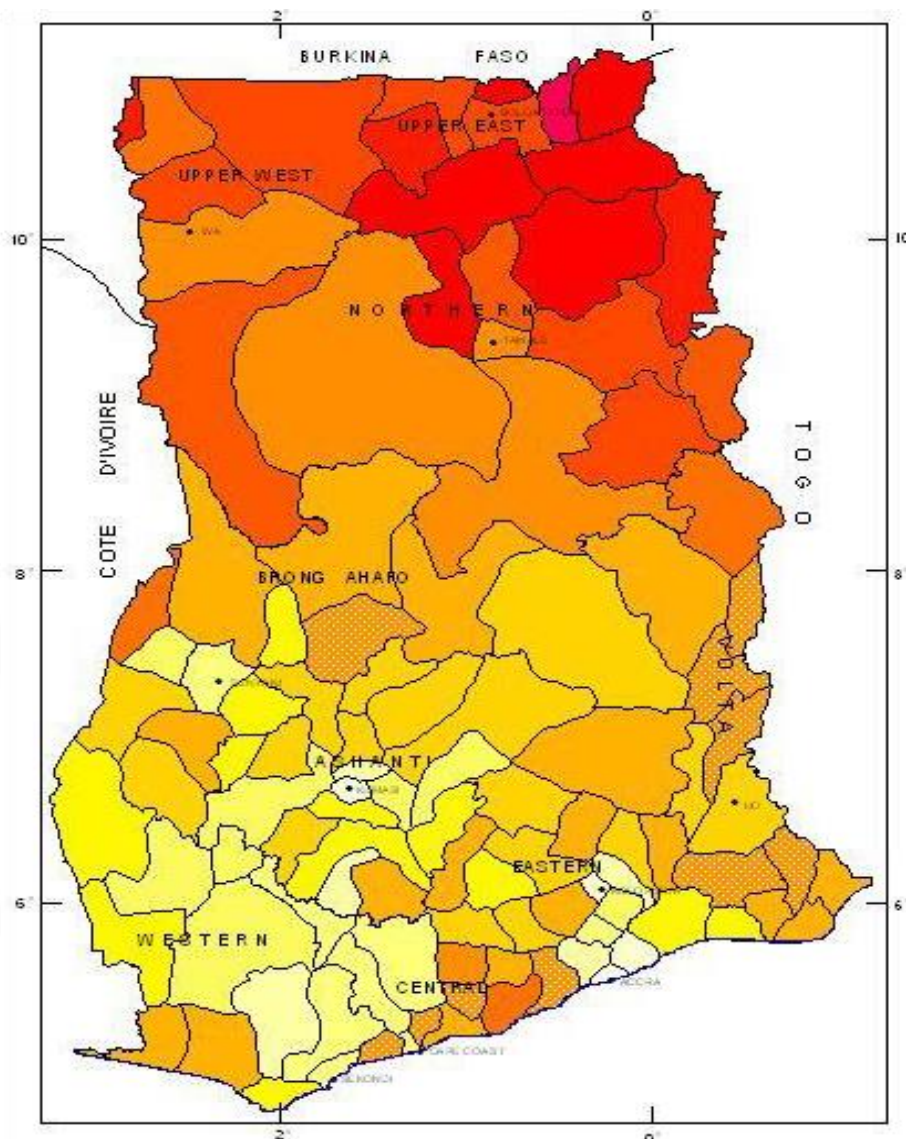 2° 0°
BURKINA FASO
UPPER EAST
UPPER WEST
WA
10° 10
NORTHERN
COTE D'IVOIRE
TOGO
8° 8
BRONG AHAFO
VOLTA
ASHANTI
KUMASI
HO
EASTERN
6° 6
WESTERN
ACCRA
CENTRAL
CAPE COAST
SEKONDI
2° 0°